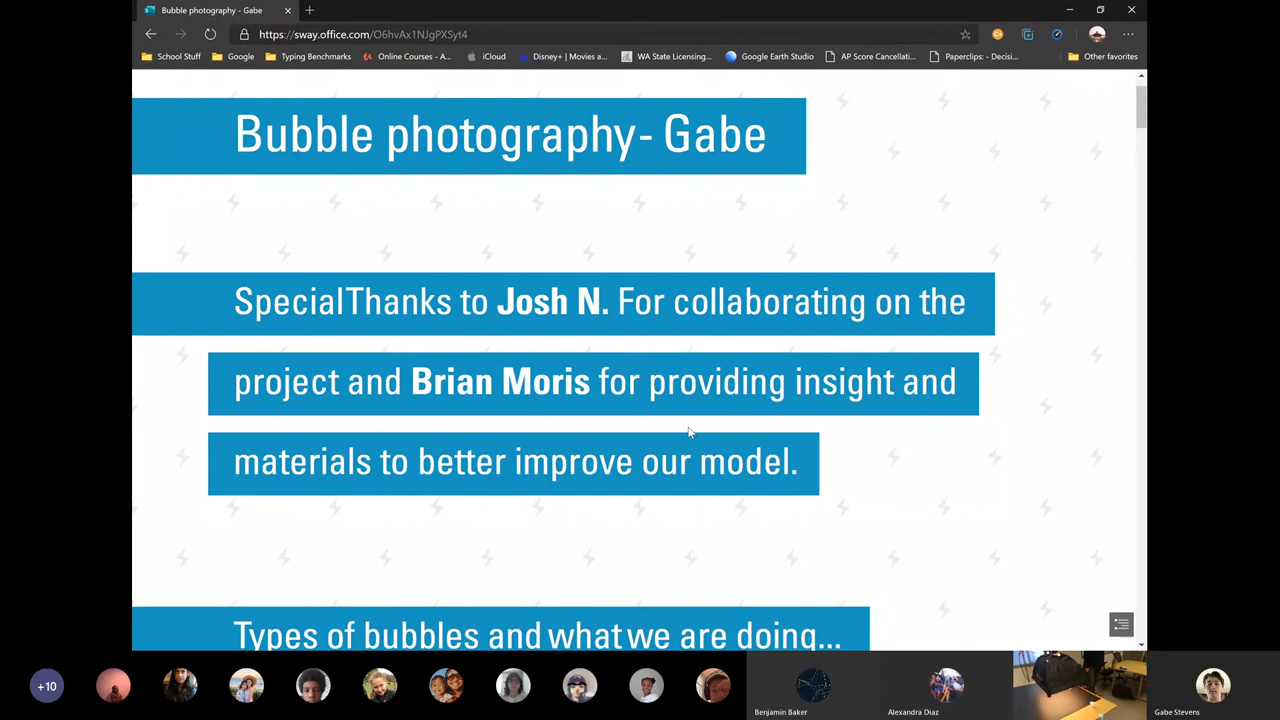 Bubble photography - Gabe
https://sway.office.com/O6hvAx1NJgPXSyt4
School Stuff
Google
Typing Benchmarks
Online Courses - A...
iCloud
Disney+ | Movies a...
WA State Licensing...
Google Earth Studio
AP Score Cancellati...
Paperclips: - Decisi...
Other favorites
Bubble photography- Gabe
Special Thanks to Josh N. For collaborating on the
project and Brian Moris for providing insight and
materials to better improve our model.
Types of bubbles and what we are doing...
+10
Benjamin Baker
Alexandra Diaz
Gabe Stevens